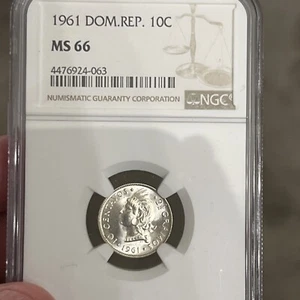 1961 DOM.REP. 10C
MS 66
4476924-063
NUMISMATIC GUARANTY CORPORATION
NGC
1961